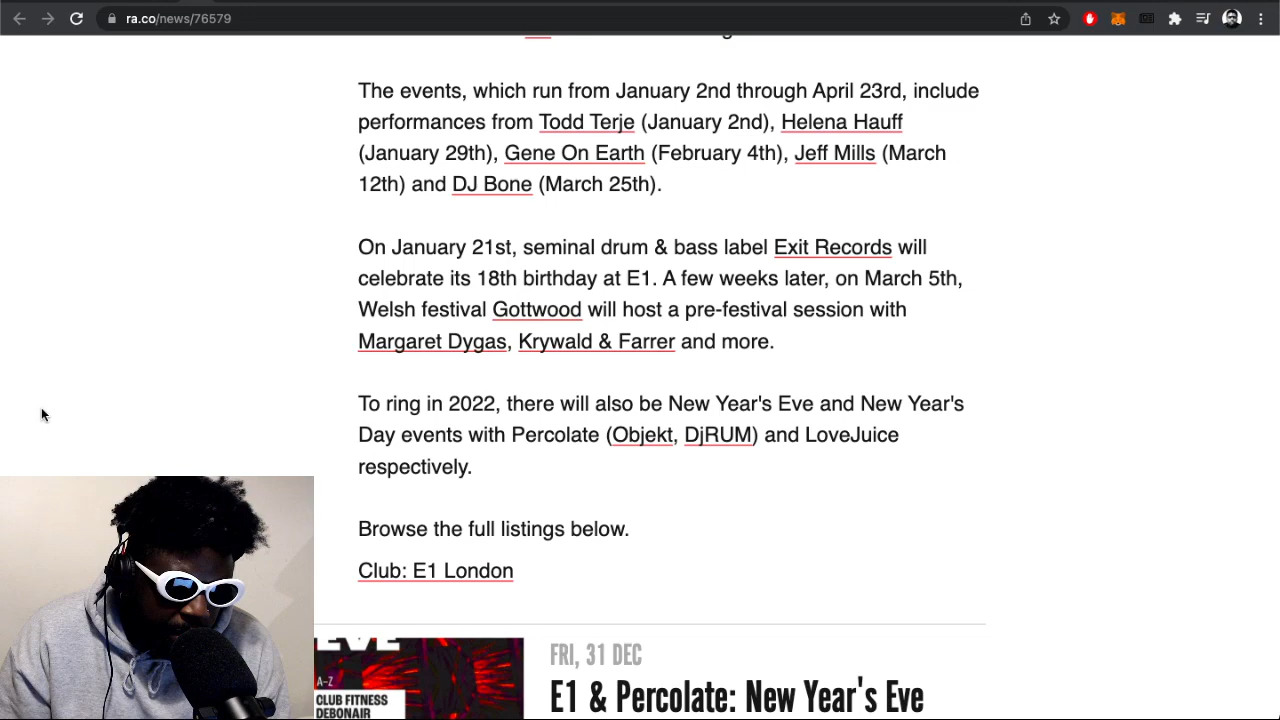 ra.co/news/76579
The events, which run from January 2nd through April 23rd, include
performances from Todd Terje (January 2nd), Helena Hauff
(January 29th), Gene On Earth (February 4th), Jeff Mills (March
12th) and DJ Bone (March 25th).
On January 21st, seminal drum & bass label Exit Records will
celebrate its 18th birthday at E1. A few weeks later, on March 5th,
Welsh festival Gottwood will host a pre-festival session with
Margaret Dygas, Krywald & Farrer and more.
To ring in 2022, there will also be New Year's Eve and New Year's
Day events with Percolate (Objekt, DjRUM) and LoveJuice
respectively.
Browse the full listings below.
Club: E1 London
EVE
A-Z
CLUB FITNESS
DEBONAIR
FRI, 31 DEC
E1 & Percolate: New Year's Eve